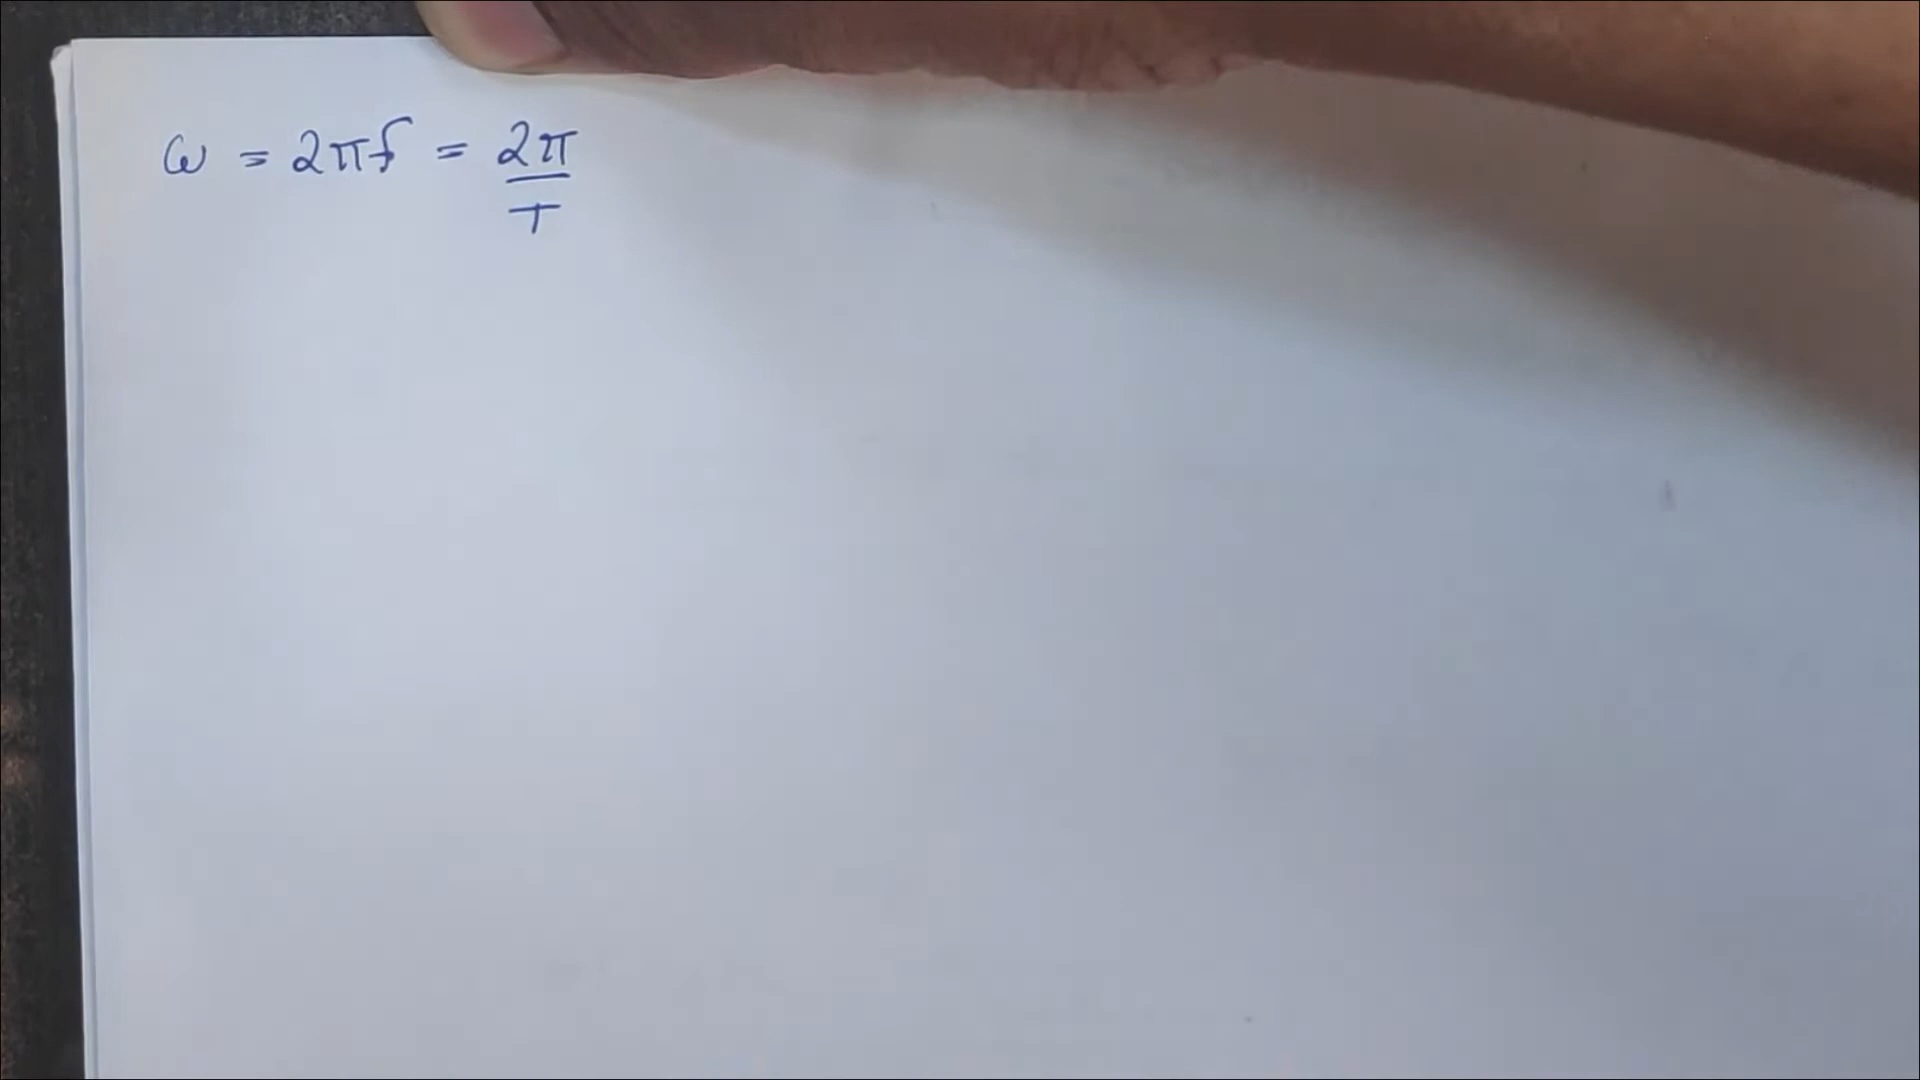 ω = 2πf = 2π/T